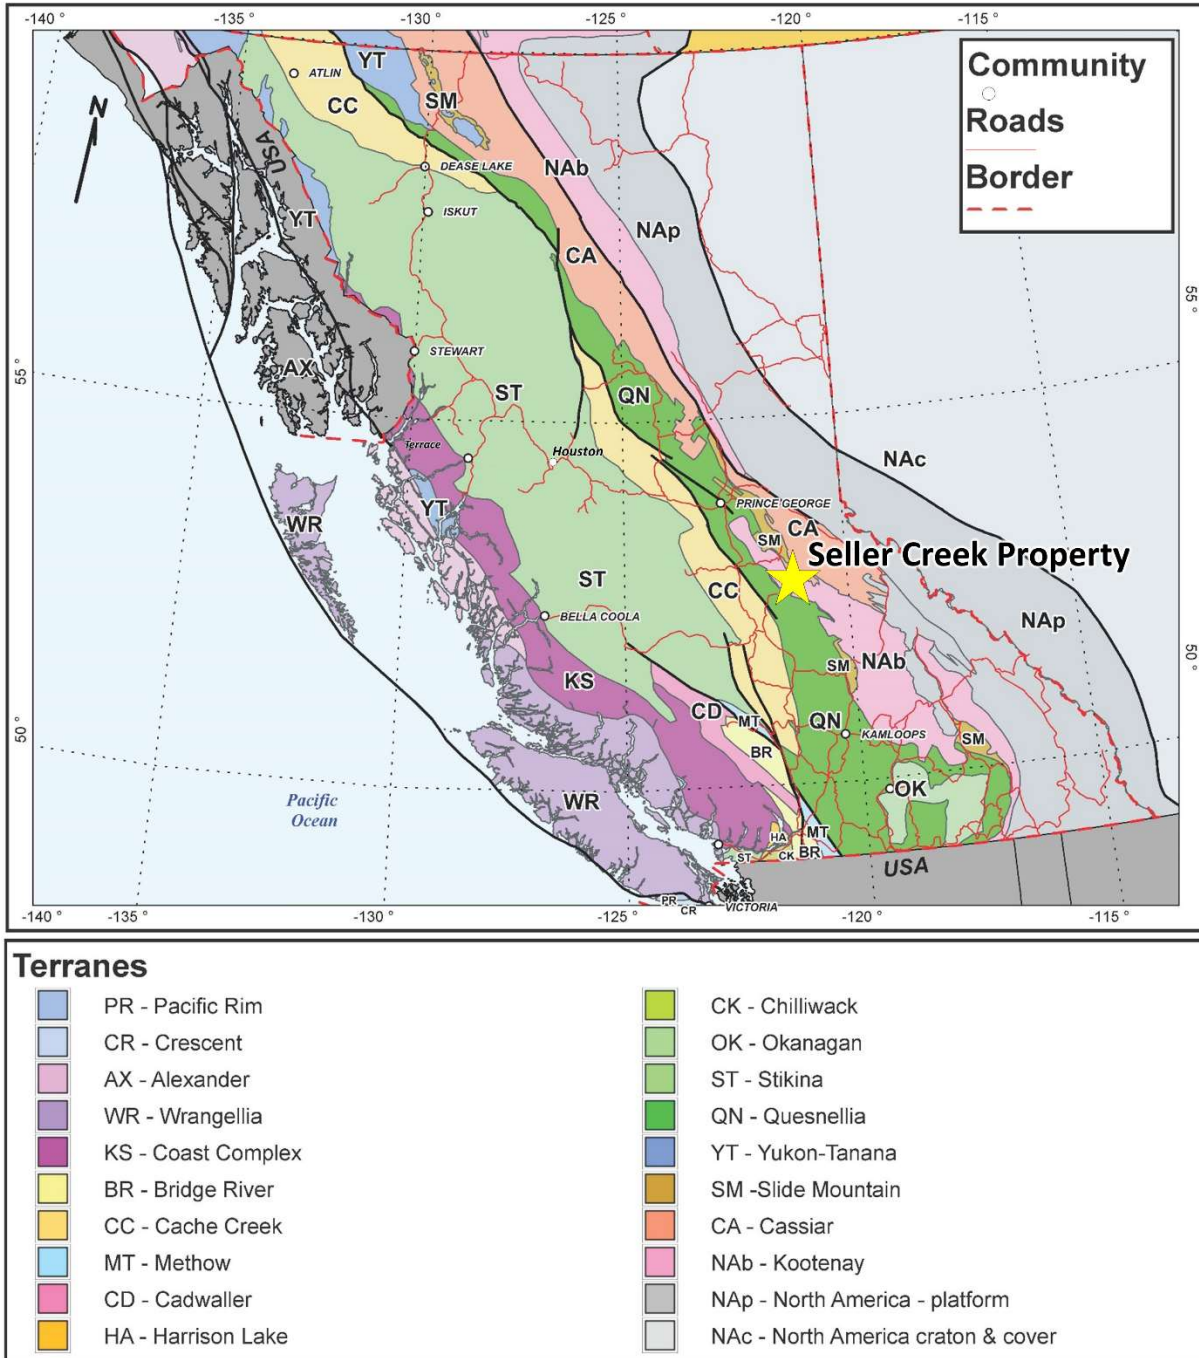 -140 °
-135 °
-130 °
-125 °
-120 °
-115 °
Community
Roads
Border
N
ATLIN
YT
CC
SM
DEASE LAKE
ISKUT
USA
YT
NAb
NAp
CA
55 °
55 °
STEWART
AX
ST
QN
Terrace
Houston
NAc
PRINCE GEORGE
WR
YT
SM
CA
Seller Creek Property
ST
CC
BELLA COOLA
NAp
50 °
50 °
KS
SM
NAb
CD
MT
QN
KAMLOOPS
SM
BR
OK
WR
Pacific
Ocean
HA
MT
ST
CK
BR
USA
PR
CR
VICTORIA
-140 °
-135 °
-130 °
-125 °
-120 °
-115 °
Terranes
PR - Pacific Rim
CR - Crescent
AX - Alexander
WR - Wrangellia
KS - Coast Complex
BR - Bridge River
CC - Cache Creek
MT - Methow
CD - Cadwaller
HA - Harrison Lake
CK - Chilliwack
OK - Okanagan
ST - Stikina
QN - Quesnellia
YT - Yukon-Tanana
SM -Slide Mountain
CA - Cassiar
NAb - Kootenay
NAp - North America - platform
NAc - North America craton & cover